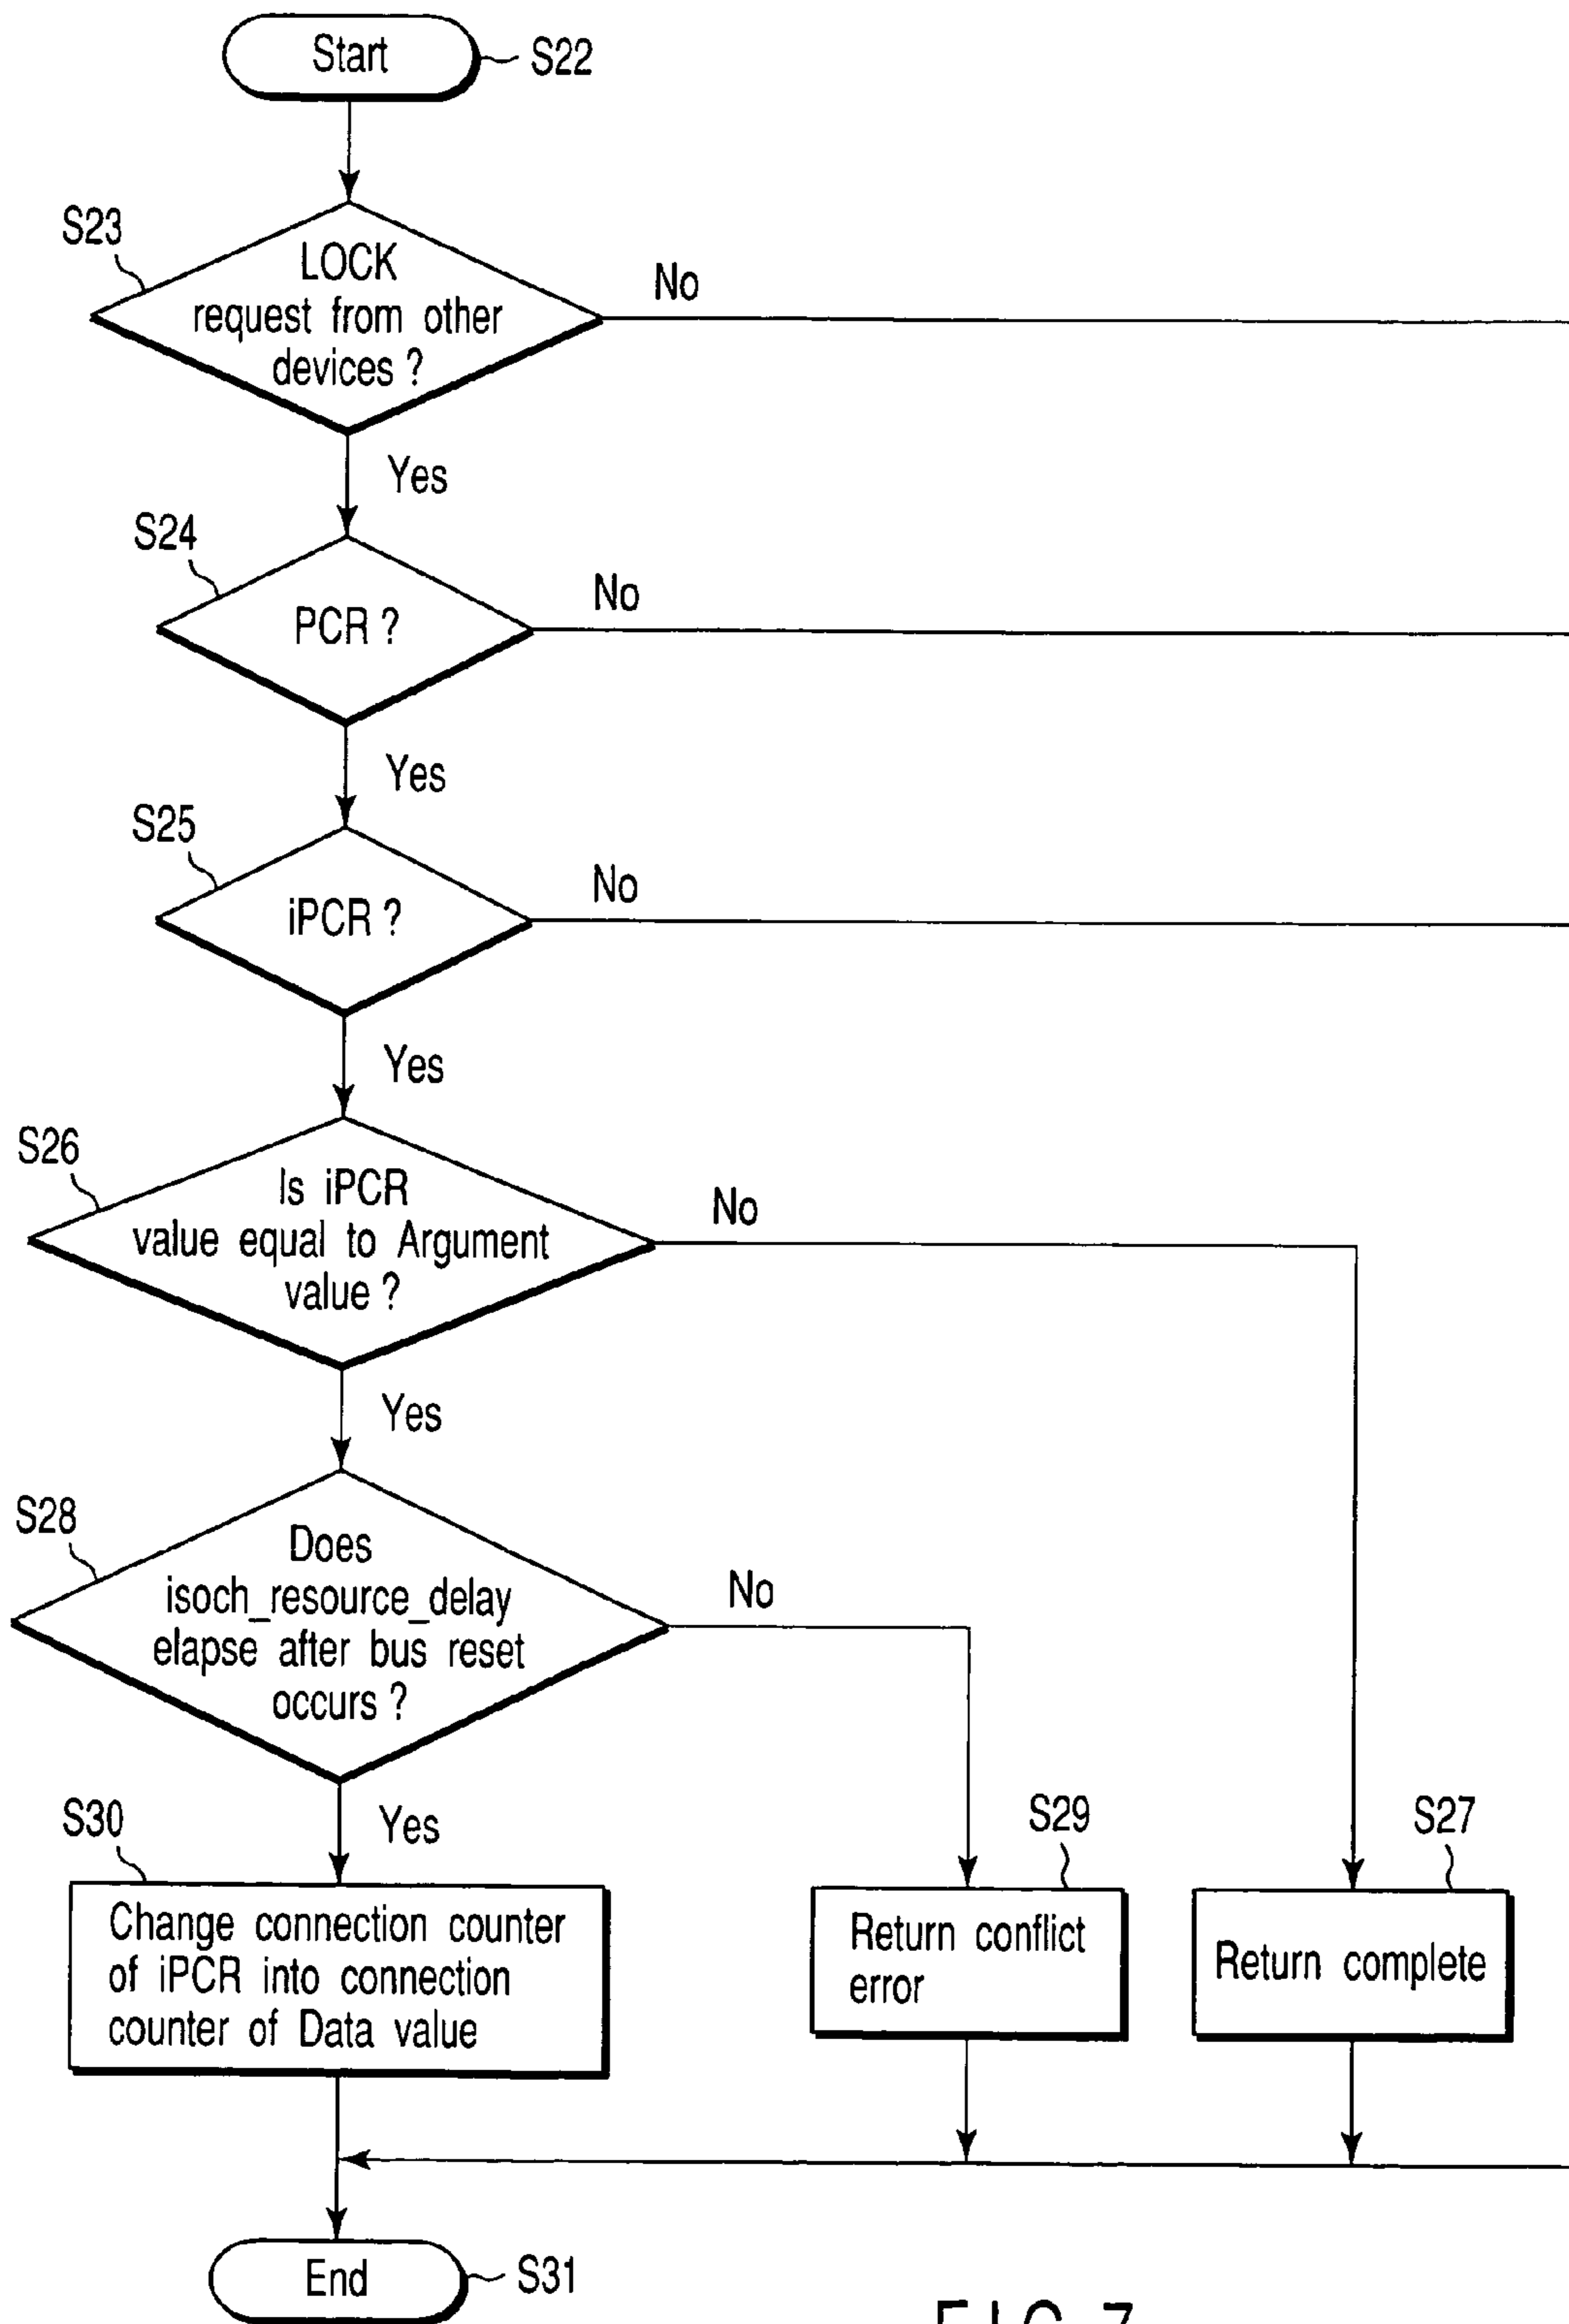 Start
S22
S23
LOCK
request from other
devices ?
No
Yes
S24
PCR ?
No
Yes
S25
iPCR ?
No
Yes
S26
Is iPCR
value equal to Argument
value ?
No
Yes
S28
Does
isoch_resource_delay
elapse after bus reset
occurs ?
No
Yes
S30
Change connection counter
of iPCR into connection
counter of Data value
S29
Return conflict
error
S27
Return complete
End
S31
FIG. 7